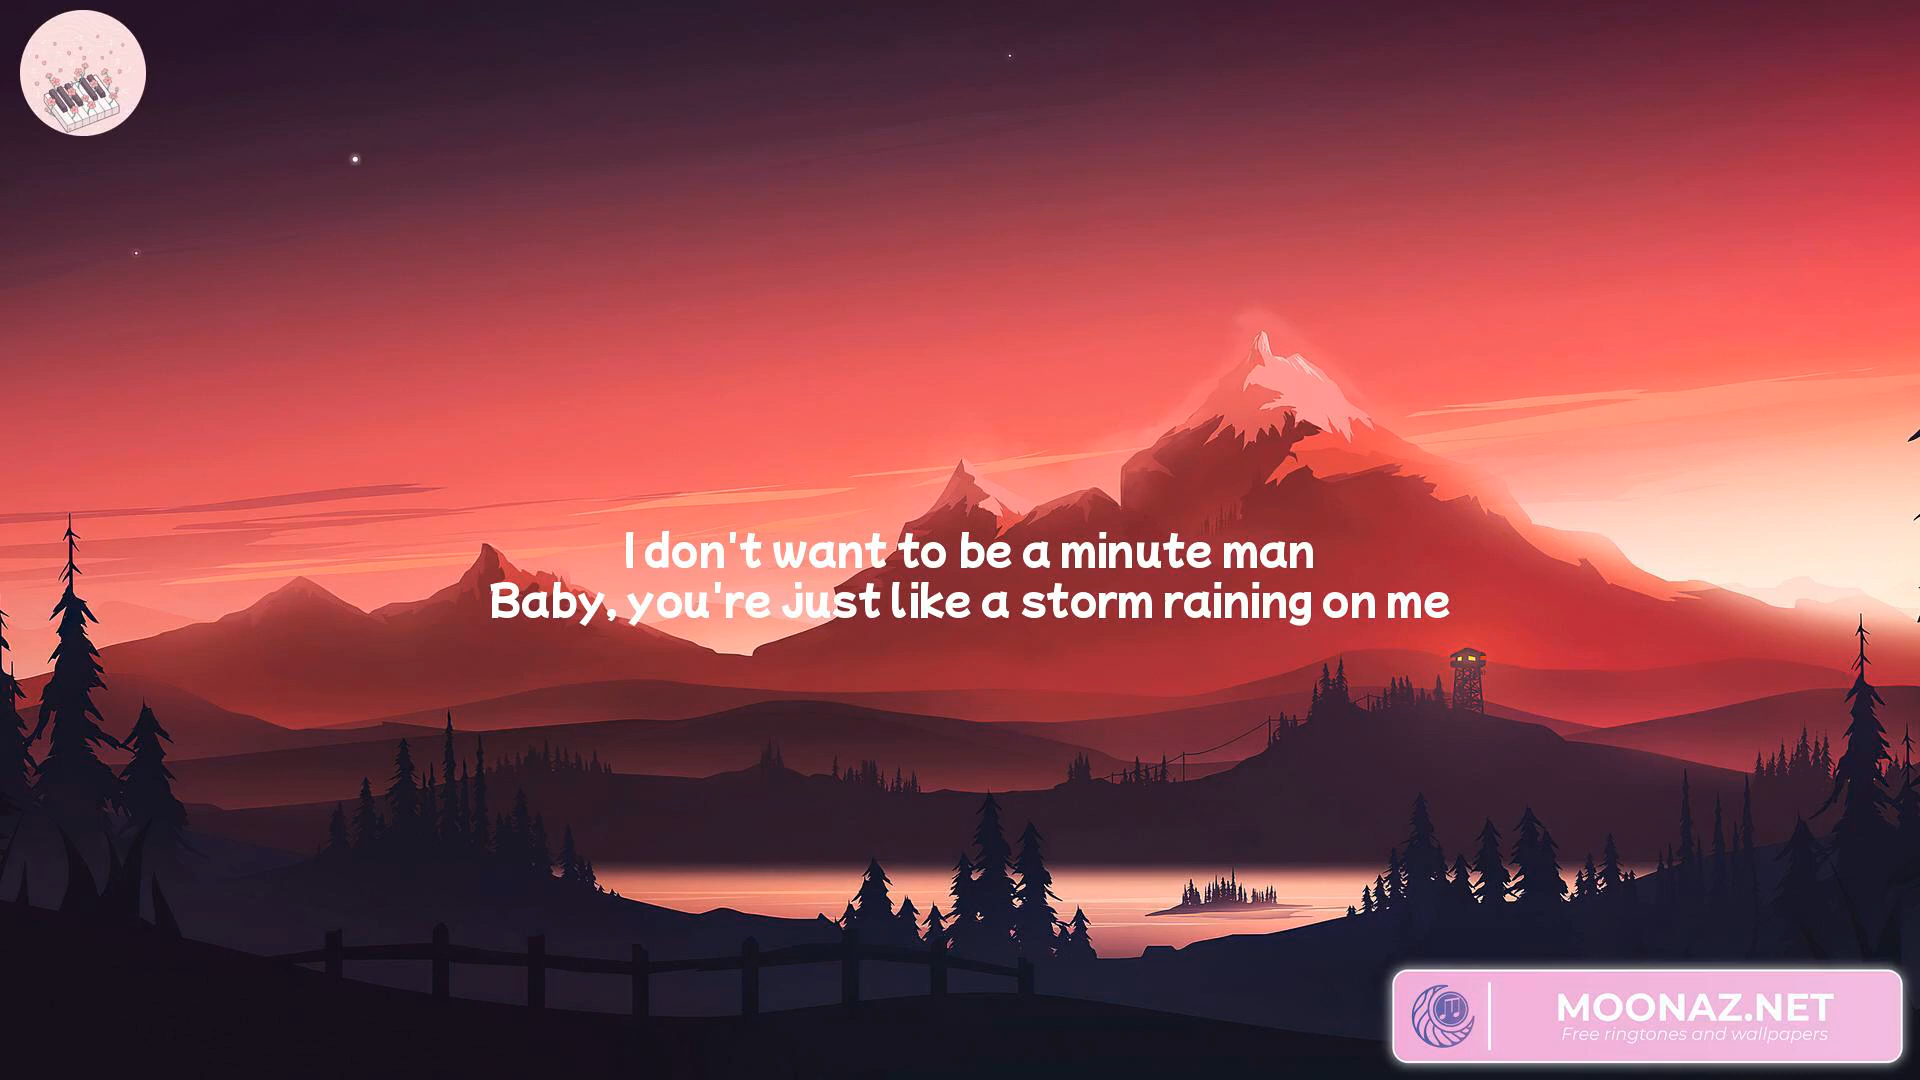 I don't want to be a minute man
Baby, you're just like a storm raining on me
MOONAZ.NET
Free ringtones and wallpapers